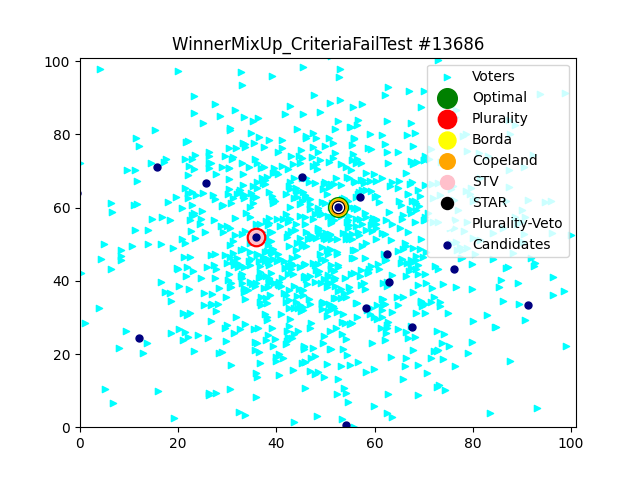 WinnerMixUp_CriteriaFailTest #13686
100
80
60
40
20
0
0
20
40
60
80
100
Voters
Optimal
Plurality
Borda
Copeland
STV
STAR
Plurality-Veto
Candidates